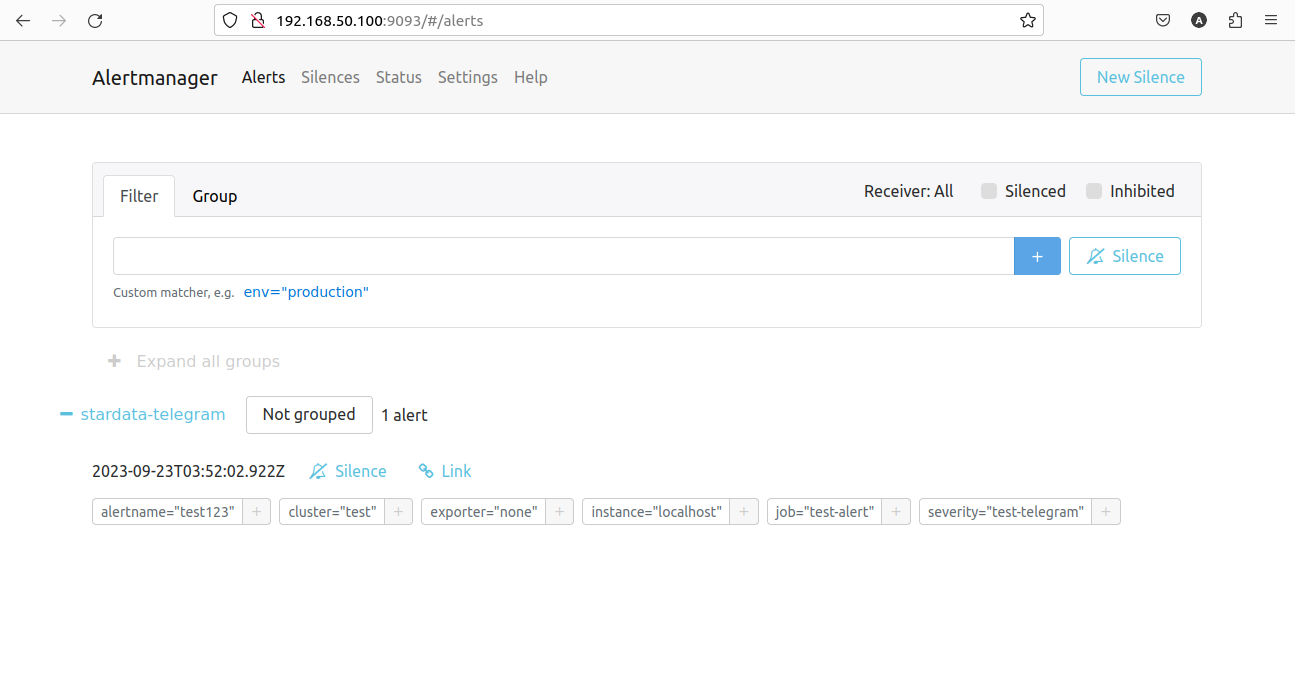 192.168.50.100:9093/#/alerts
A
Alertmanager Alerts Silences Status Settings Help New Silence
Filter Group Receiver: All Silenced Inhibited
+ Silence
Custom matcher, e.g. env="production"
+ Expand all groups
stardata-telegram Not grouped 1 alert
2023-09-23T03:52:02.922Z Silence Link
alertname="test123" + cluster="test" + exporter="none" + instance="localhost" + job="test-alert" + severity="test-telegram" +